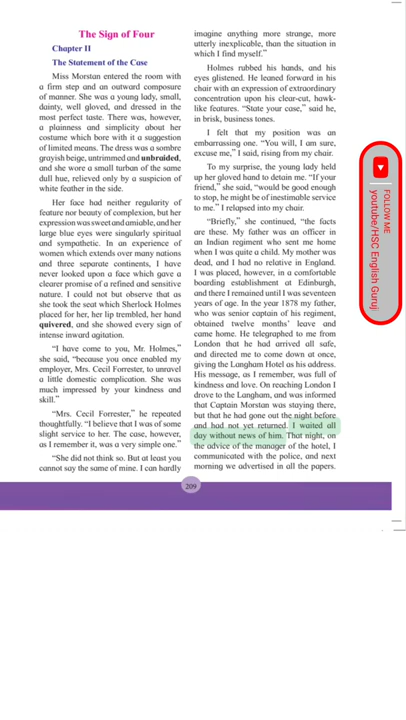 The Sign of Four
Chapter II
The Statement of the Case
Miss Morstan entered the room with
a firm step and an outward composure
of manner. She was a young lady, small,
dainty, well gloved, and dressed in the
most perfect taste. There was, however,
a plainness and simplicity about her
costume which bore with it a suggestion
of limited means. The dress was a sombre
grayish beige, untrimmed and unbraided,
and she wore a small turban of the same
dull hue, relieved only by a suspicion of
white feather in the side.
Her face had neither regularity of
feature nor beauty of complexion, but her
expression was sweet and amiable, and her
large blue eyes were singularly spiritual
and sympathetic. In an experience of
women which extends over many nations
and three separate continents, I have
never looked upon a face which gave a
clearer promise of a refined and sensitive
nature. I could not but observe that as
she took the seat which Sherlock Holmes
placed for her, her lip trembled, her hand
quivered, and she showed every sign of
intense inward agitation.
“I have come to you, Mr. Holmes,”
she said, “because you once enabled my
employer, Mrs. Cecil Forrester, to unravel
a little domestic complication. She was
much impressed by your kindness and
skill.”
“Mrs. Cecil Forrester,” he repeated
thoughtfully. “I believe that I was of some
slight service to her. The case, however,
as I remember it, was a very simple one.”
“She did not think so. But at least you
cannot say the same of mine. I can hardly
imagine anything more strange, more
utterly inexplicable, than the situation in
which I find myself.”
Holmes rubbed his hands, and his
eyes glistened. He leaned forward in his
chair with an expression of extraordinary
concentration upon his clear-cut, hawk-
like features. “State your case,” said he,
in brisk, business tones.
I felt that my position was an
embarrassing one. “You will, I am sure,
excuse me,” I said, rising from my chair.
To my surprise, the young lady held
up her gloved hand to detain me. “If your
friend,” she said, “would be good enough
to stop, he might be of inestimable service
to me.” I relapsed into my chair.
“Briefly,” she continued, “the facts
are these. My father was an officer in
an Indian regiment who sent me home
when I was quite a child. My mother was
dead, and I had no relative in England.
I was placed, however, in a comfortable
boarding establishment at Edinburgh,
and there I remained until I was seventeen
years of age. In the year 1878 my father,
who was senior captain of his regiment,
obtained twelve months’ leave and
came home. He telegraphed to me from
London that he had arrived all safe,
and directed me to come down at once,
giving the Langham Hotel as his address.
His message, as I remember, was full of
kindness and love. On reaching London I
drove to the Langham, and was informed
that Captain Morstan was staying there,
but that he had gone out the night before
and had not yet returned. I waited all
day without news of him. That night, on
the advice of the manager of the hotel, I
communicated with the police, and next
morning we advertised in all the papers.
209
FOLLOW ME
youtube/HSC English Guruji